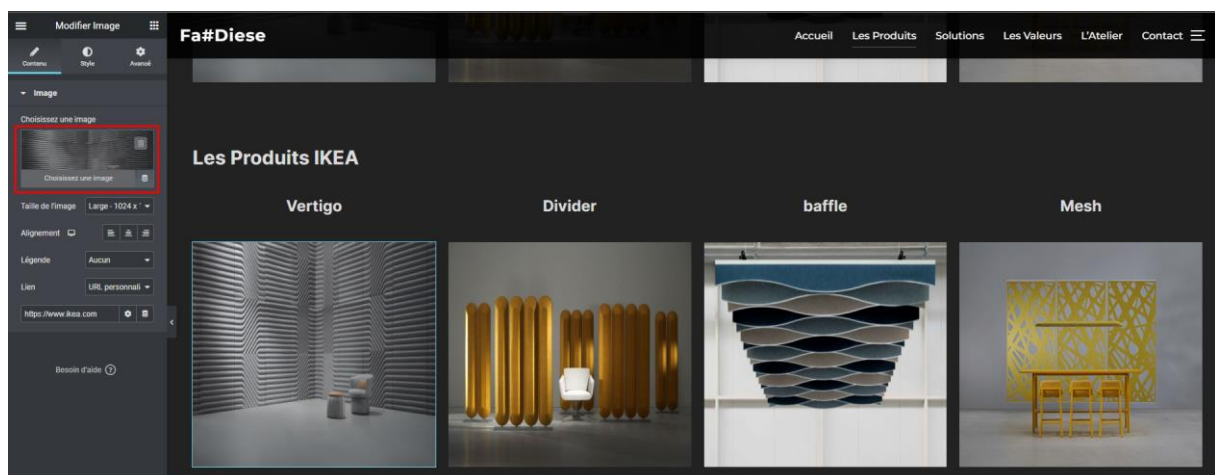 Modifier Image
Contenu
Style
Avancé
Image
Choisissez une image
Choisissez une image
Taille de l'image
Large - 1024 x
Alignement
Légende
Aucun
Lien
URL personnali
https://www.ikea.com
Besoin d'aide
Fa#Diese
Accueil
Les Produits
Solutions
Les Valeurs
L'Atelier
Contact
Les Produits IKEA
Vertigo
Divider
baffle
Mesh